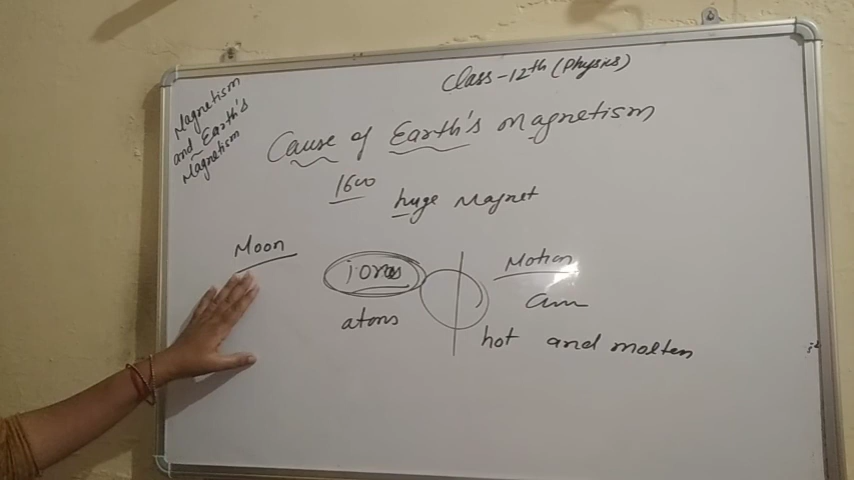 Class-12th (Physics)
Magnetism
and Earth's
Magnetism
Cause of Earth's Magnetism
1600
huge Magnet
Moon
ions
atoms
Motion
hot and molten